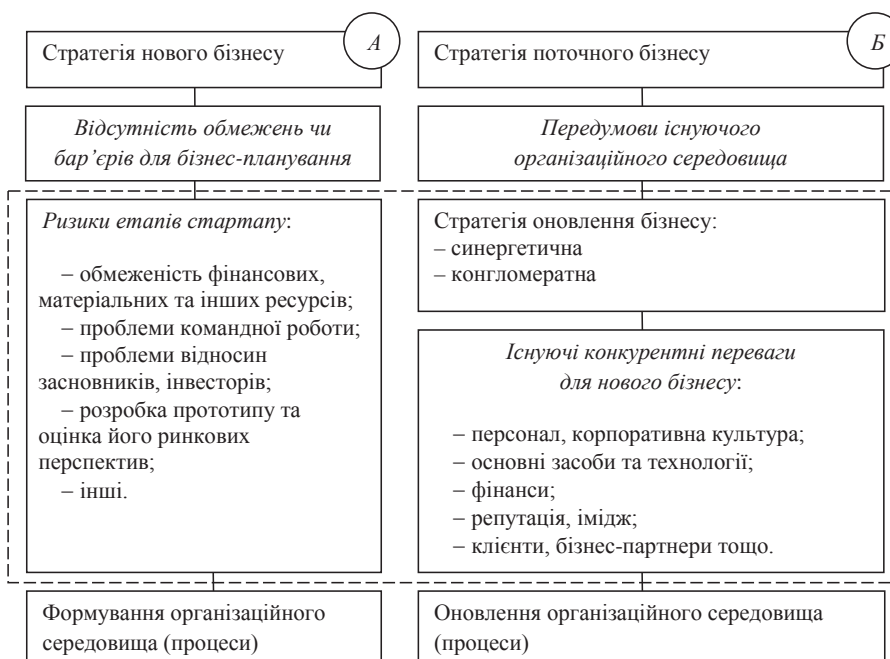 Стратегія нового бізнесу
А
Відсутність обмежень чи
бар’єрів для бізнес-планування
Ризики етапів стартапу:
– обмеженість фінансових,
матеріальних та інших ресурсів;
– проблеми командної роботи;
– проблеми відносин
засновників, інвесторів;
– розробка прототипу та
оцінка його ринкових
перспектив;
– інші.
Формування організаційного
середовища (процеси)
Стратегія поточного бізнесу
Б
Передумови існуючого
організаційного середовища
Стратегія оновлення бізнесу:
– синергетична
– конгломератна
Існуючі конкурентні переваги
для нового бізнесу:
– персонал, корпоративна культура;
– основні засоби та технології;
– фінанси;
– репутація, імідж;
– клієнти, бізнес-партнери тощо.
Оновлення організаційного середовища
(процеси)